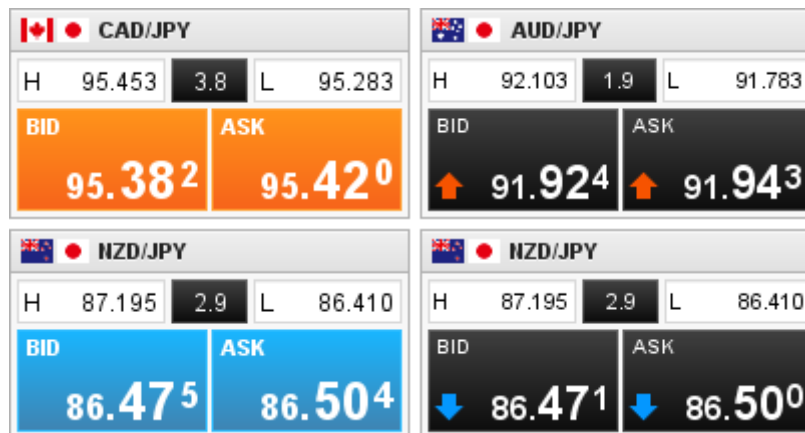 CAD/JPY
H 95.453 3.8 L 95.283
BID ASK
95.382 95.420
AUD/JPY
H 92.103 1.9 L 91.783
BID ASK
91.924 91.943
NZD/JPY
H 87.195 2.9 L 86.410
BID ASK
86.475 86.504
NZD/JPY
H 87.195 2.9 L 86.410
BID ASK
86.471 86.500